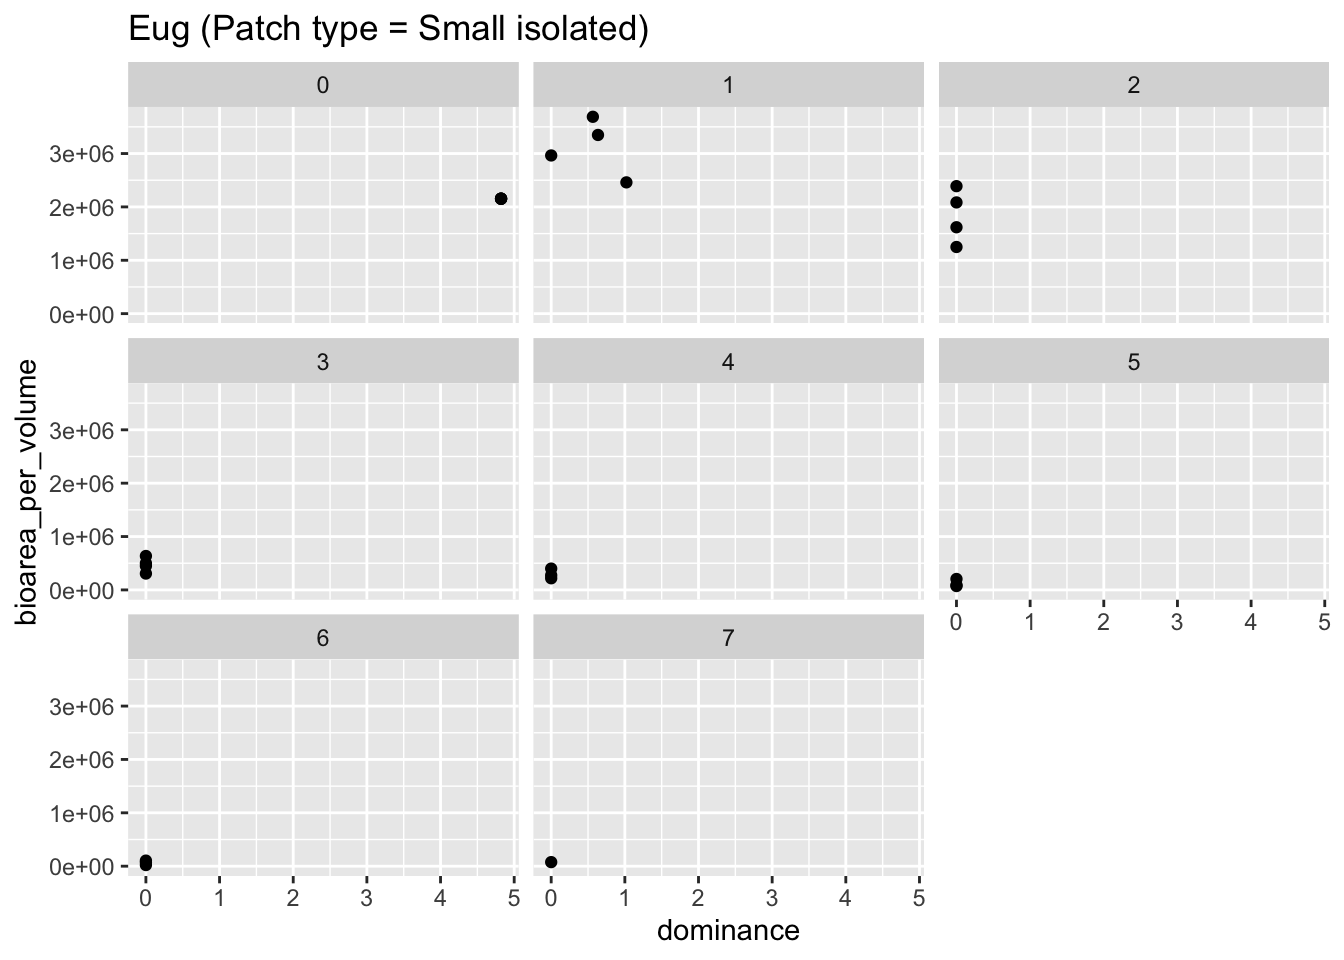 Eug (Patch type = Small isolated)
0 1 2
3e+06
2e+06
1e+06
0e+00
3 4 5
3e+06
2e+06
1e+06
0e+00
0 1 2 3 4 5
6 7
3e+06
2e+06
1e+06
0e+00
0 1 2 3 4 5 0 1 2 3 4 5
bioarea_per_volume
dominance